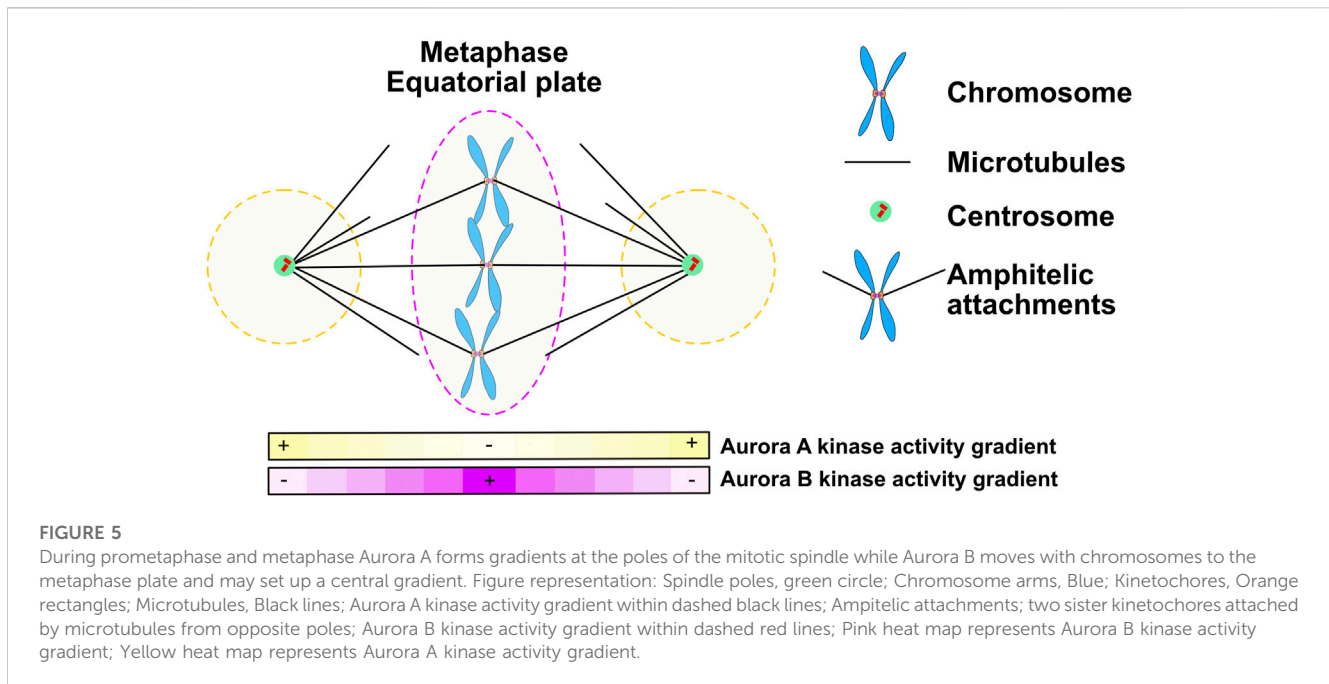 Metaphase
Equatorial plate
Chromosome
Microtubules
Centrosome
Amphitelic
attachments
+ - +
Aurora A kinase activity gradient
- + -
Aurora B kinase activity gradient
FIGURE 5
During prometaphase and metaphase Aurora A forms gradients at the poles of the mitotic spindle while Aurora B moves with chromosomes to the
metaphase plate and may set up a central gradient. Figure representation: Spindle poles, green circle; Chromosome arms, Blue; Kinetochores, Orange
rectangles; Microtubules, Black lines; Aurora A kinase activity gradient within dashed black lines; Ampitelic attachments; two sister kinetochores attached
by microtubules from opposite poles; Aurora B kinase activity gradient within dashed red lines; Pink heat map represents Aurora B kinase activity
gradient; Yellow heat map represents Aurora A kinase activity gradient.